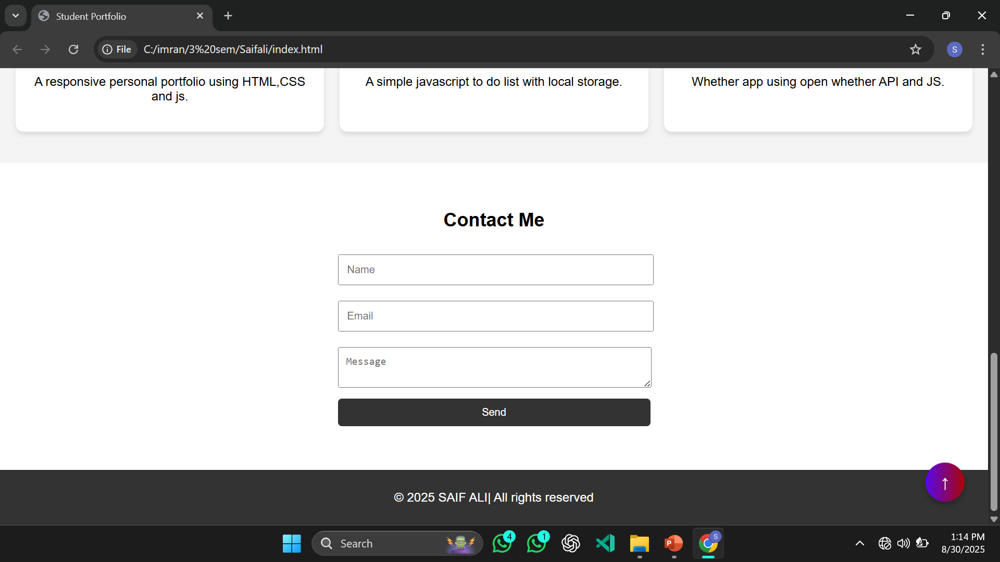 Student Portfolio
File
C:/imran/3%20sem/Saifali/index.html
S
A responsive personal portfolio using HTML,CSS
and js.
A simple javascript to do list with local storage.
Whether app using open whether API and JS.
Contact Me
Name
Email
Message
Send
↑
© 2025 SAIF ALI| All rights reserved
Search
4
1
P
S
1:14 PM
8/30/2025